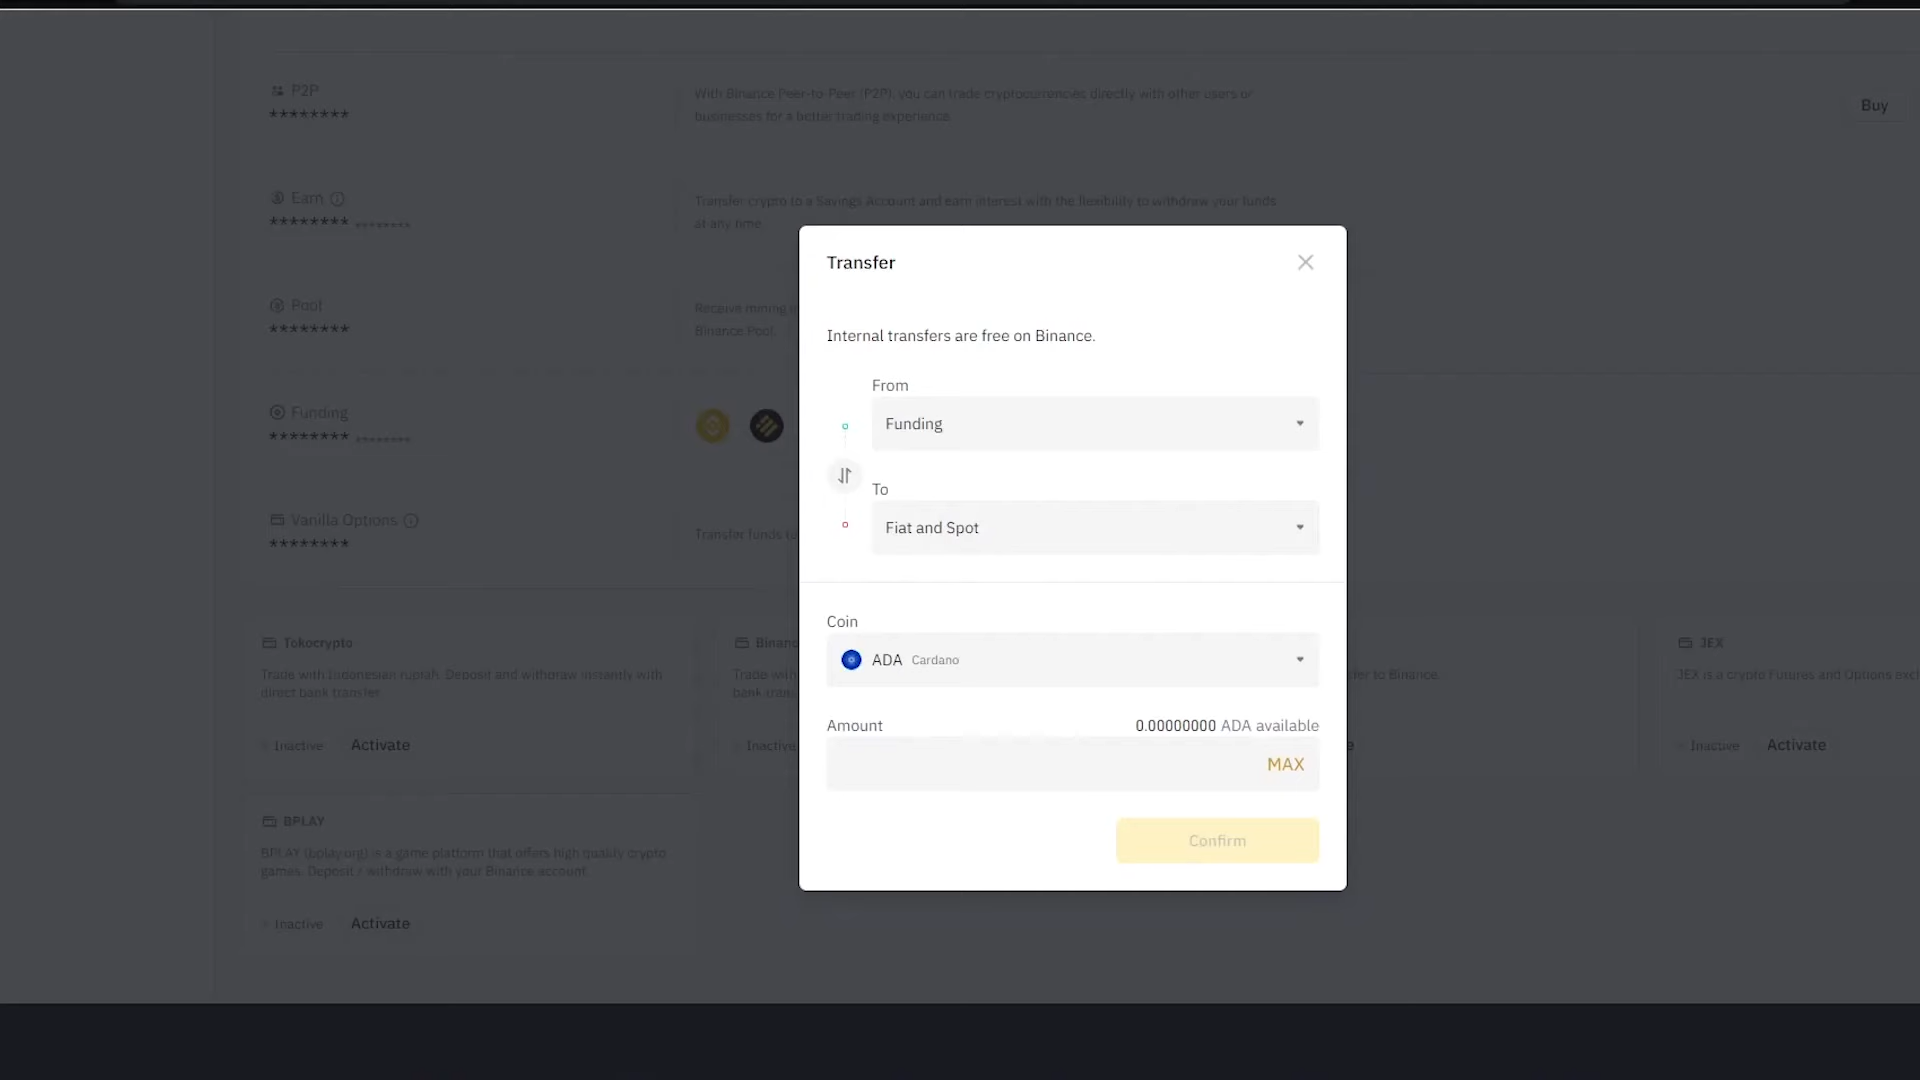 P2P
********
With Binance Peer-to-Peer (P2P), you can trade cryptocurrencies directly with other users or
businesses for a better trading experience.
Buy
Earn
******** ********
Transfer crypto to a Savings Account and earn interest with the flexibility to withdraw your funds
at any time.
Pool
********
Receive mining
Binance Pool.
Funding
******** ********
Vanilla Options
********
Transfer funds
Transfer
Internal transfers are free on Binance.
From
Funding
To
Fiat and Spot
Coin
ADA Cardano
Amount
0.00000000 ADA available
MAX
Confirm
Tokocrypto
Trade with Indonesian rupiah. Deposit and withdraw instantly with
direct bank transfer.
Inactive
Activate
Trade with
bank
Inactive
to Binance.
JEX
JEX is a crypto Futures and Options
Inactive
Activate
BPLAY
BPLAY (bplay.org) is a game platform that offers high quality crypto
games. Deposit / withdraw with your Binance account.
Inactive
Activate